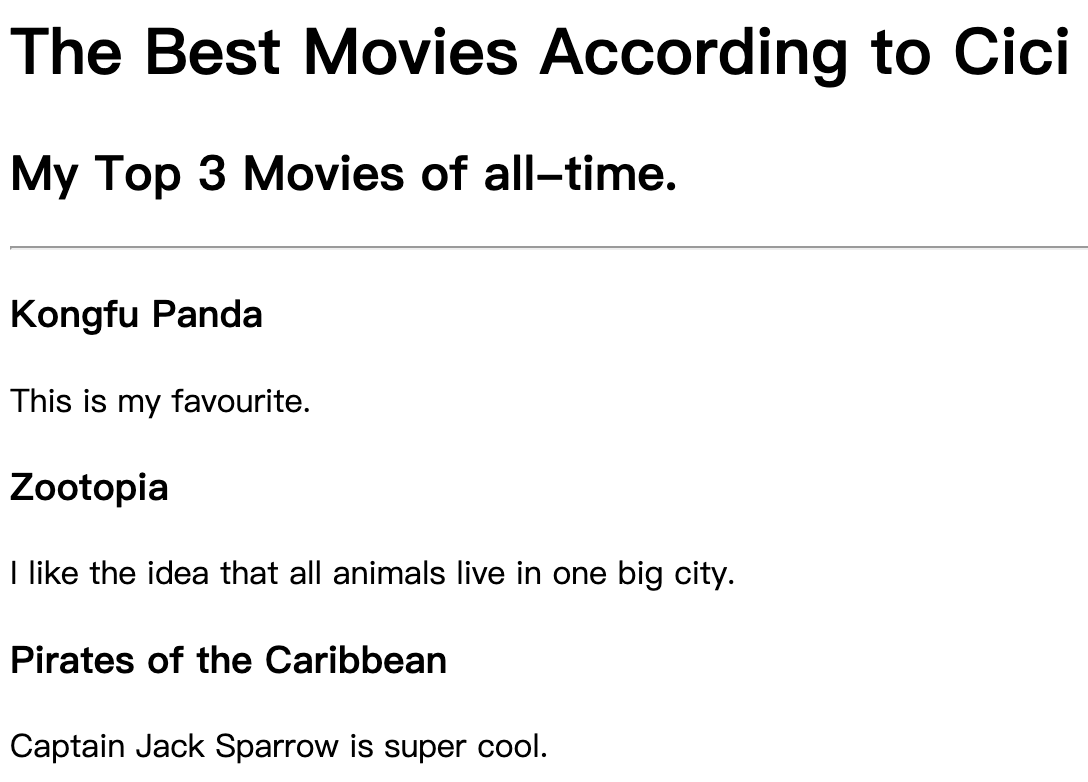 The Best Movies According to Cici
My Top 3 Movies of all-time.
Kongfu Panda
This is my favourite.
Zootopia
I like the idea that all animals live in one big city.
Pirates of the Caribbean
Captain Jack Sparrow is super cool.